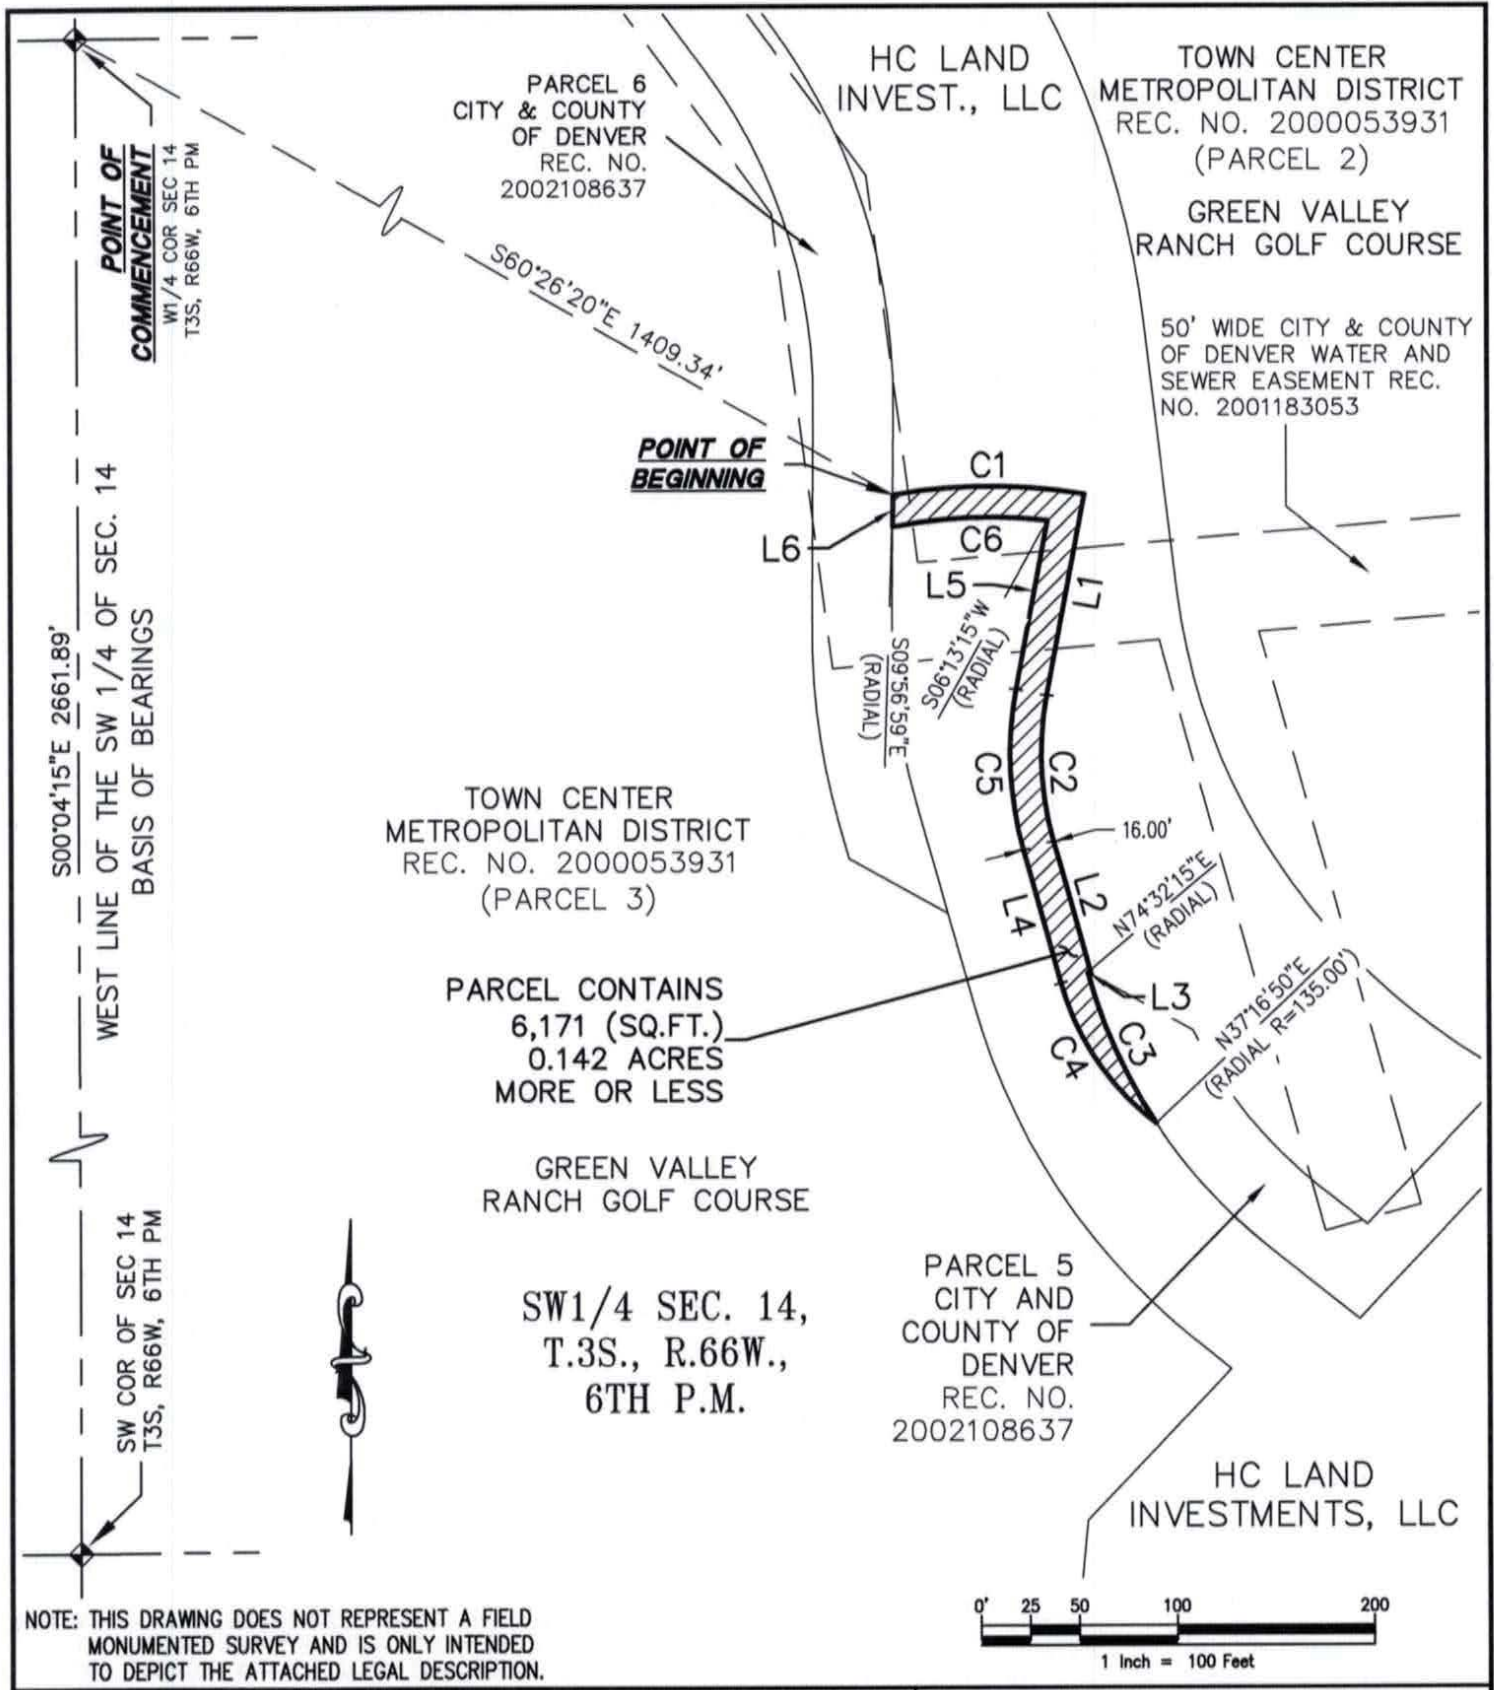 HC LAND
INVEST., LLC
TOWN CENTER
METROPOLITAN DISTRICT
REC. NO. 2000053931
(PARCEL 2)
GREEN VALLEY
RANCH GOLF COURSE
PARCEL 6
CITY & COUNTY
OF DENVER
REC. NO.
2002108637
POINT OF
COMMENCEMENT
W1/4 COR SEC 14
T3S, R66W, 6TH PM
S60°26'20"E 1409.34'
50' WIDE CITY & COUNTY
OF DENVER WATER AND
SEWER EASEMENT REC.
NO. 2001183053
POINT OF
BEGINNING
C1
L6
C6
L5
L1
S06°13'15"W
(RADIAL)
S09°56'59"E
(RADIAL)
S00°04'15"E 2661.89'
WEST LINE OF THE SW 1/4 OF SEC. 14
BASIS OF BEARINGS
C5
C2
16.00'
TOWN CENTER
METROPOLITAN DISTRICT
REC. NO. 2000053931
(PARCEL 3)
L4
L2
N74°32'15"E
(RADIAL)
L3
N37°16'50"E
(RADIAL R=135.00')
C4
C3
PARCEL CONTAINS
6,171 (SQ.FT.)
0.142 ACRES
MORE OR LESS
GREEN VALLEY
RANCH GOLF COURSE
SW COR OF SEC 14
T3S, R66W, 6TH PM
SW1/4 SEC. 14,
T.3S., R.66W.,
6TH P.M.
PARCEL 5
CITY AND
COUNTY OF
DENVER
REC. NO.
2002108637
HC LAND
INVESTMENTS, LLC
0' 25 50 100 200
1 Inch = 100 Feet
NOTE: THIS DRAWING DOES NOT REPRESENT A FIELD
MONUMENTED SURVEY AND IS ONLY INTENDED
TO DEPICT THE ATTACHED LEGAL DESCRIPTION.